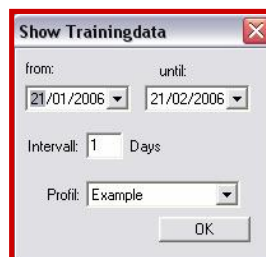 Show Trainingdata
from: until:
21/01/2006 21/02/2006
Intervall: 1 Days
Profil: Example
OK